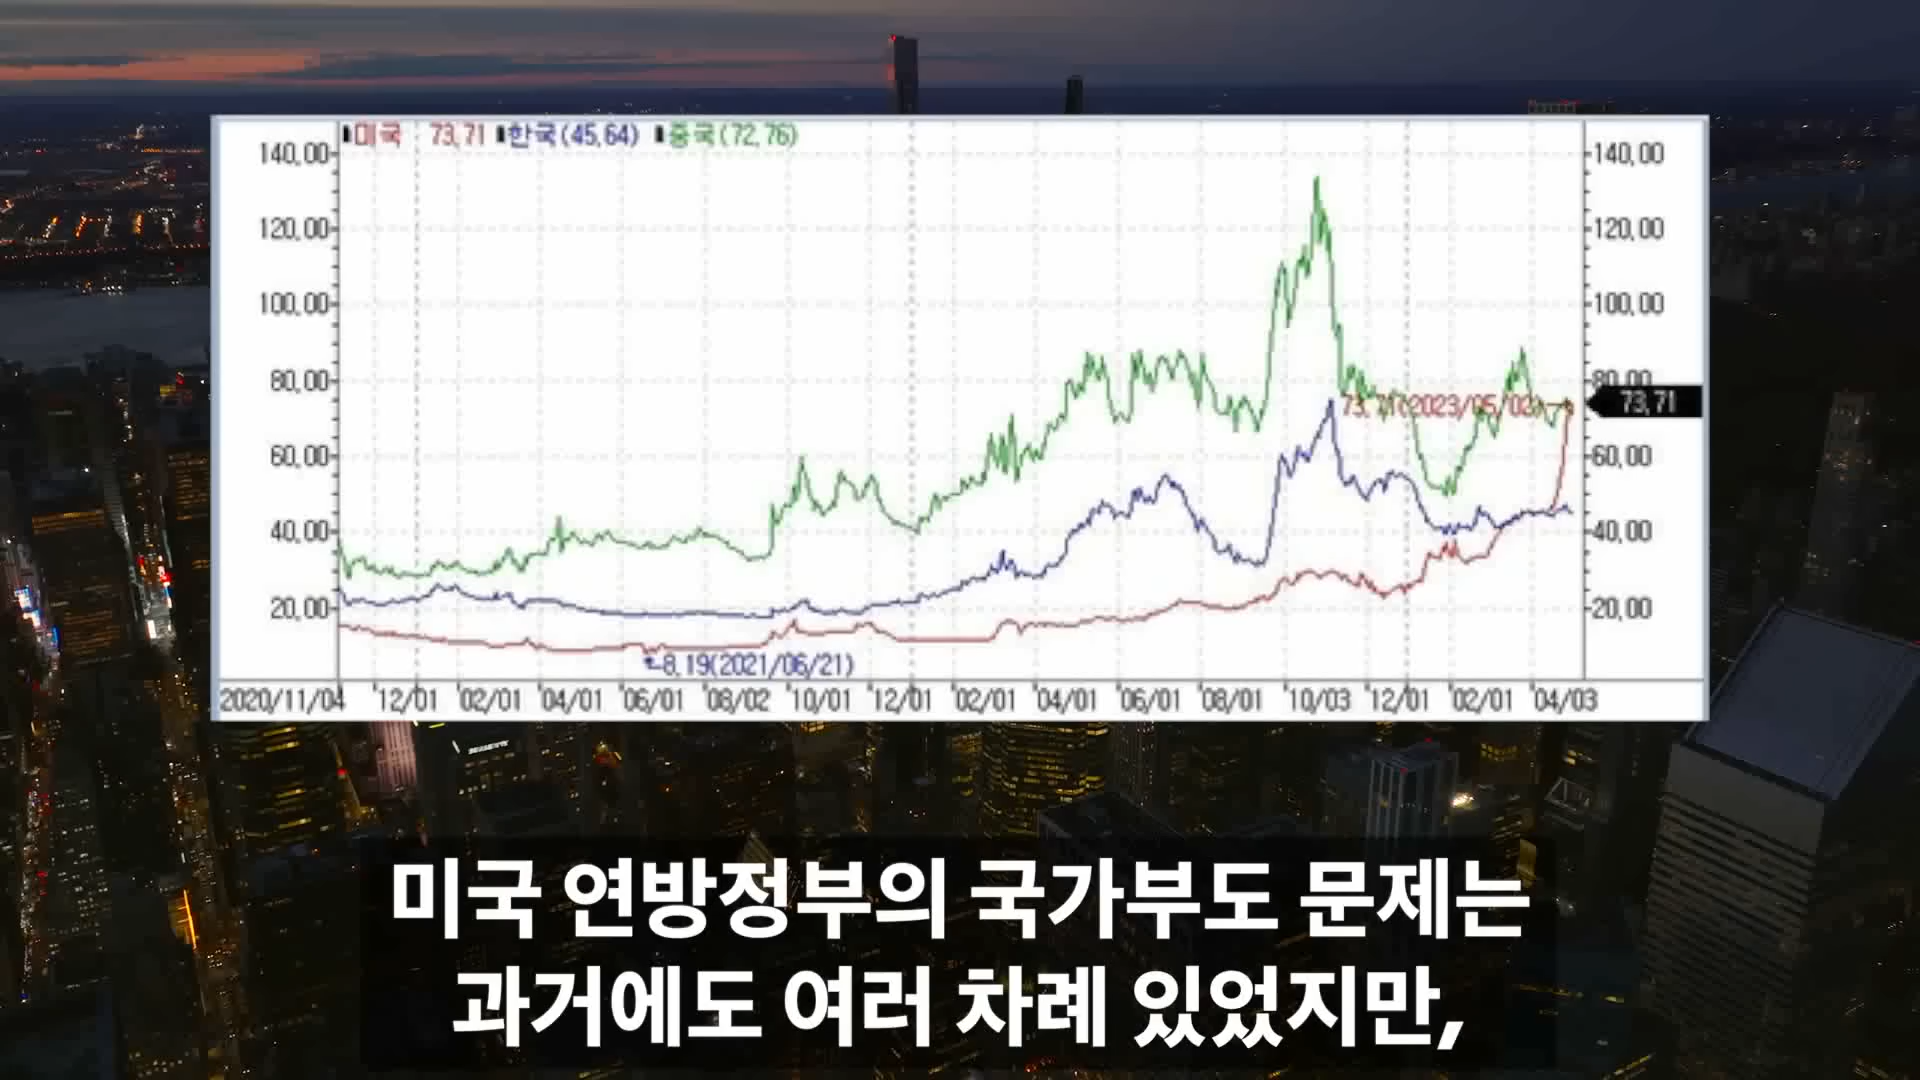 미국 73,71 한국(45,64) 중국(72,76)
140,00 140,00
120,00 120,00
100,00 100,00
80,00 80,00
73,71(2023/05/02) 73,71
60,00 60,00
40,00 40,00
20,00 20,00
8,19(2021/06/21)
2020/11/04 12/01 02/01 04/01 06/01 08/02 10/01 12/01 02/01 04/01 06/01 08/01 10/03 12/01 02/01 04/03
미국 연방정부의 국가부도 문제는
과거에도 여러 차례 있었지만,